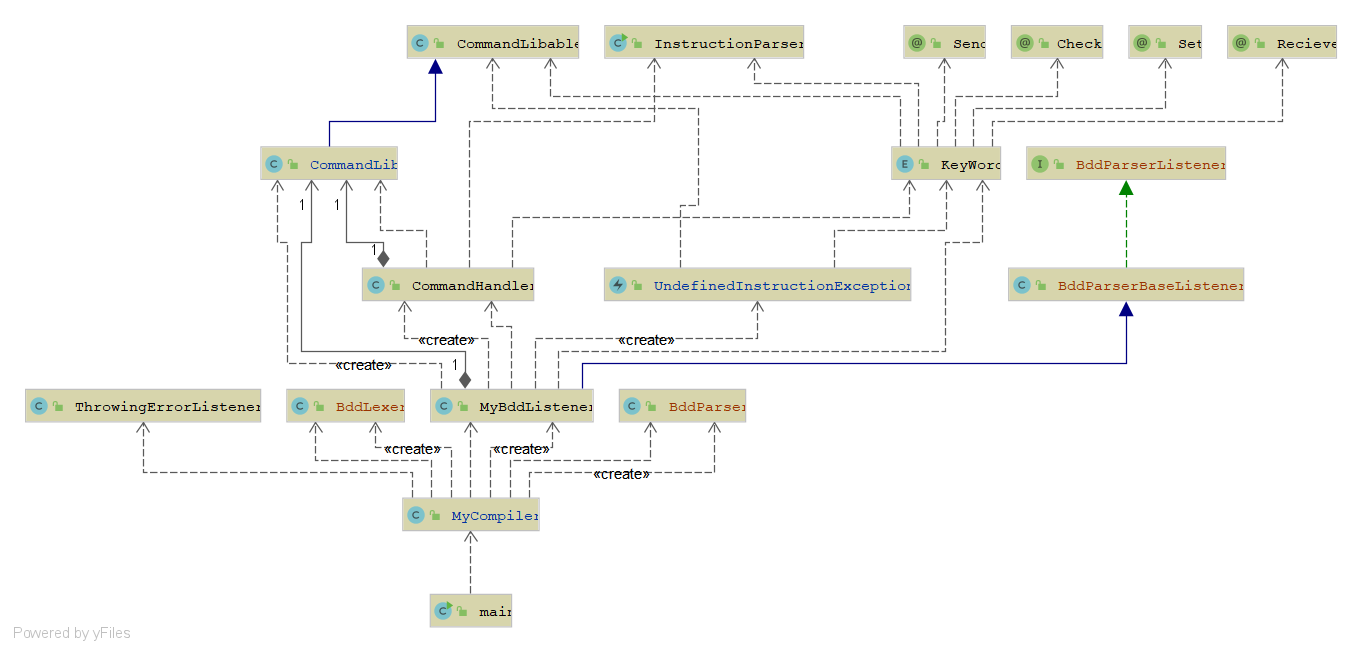 CommandLibable
InstructionParser
Send
Check
Set
Recieve
CommandLib
KeyWord
BddParserListener
1
1
1
CommandHandler
UndefinedInstructionException
BddParserBaseListener
«create»
«create»
«create»
1
ThrowingErrorListener
BddLexer
MyBddListener
BddParser
«create»
«create»
«create»
MyCompiler
main
Powered by yFiles